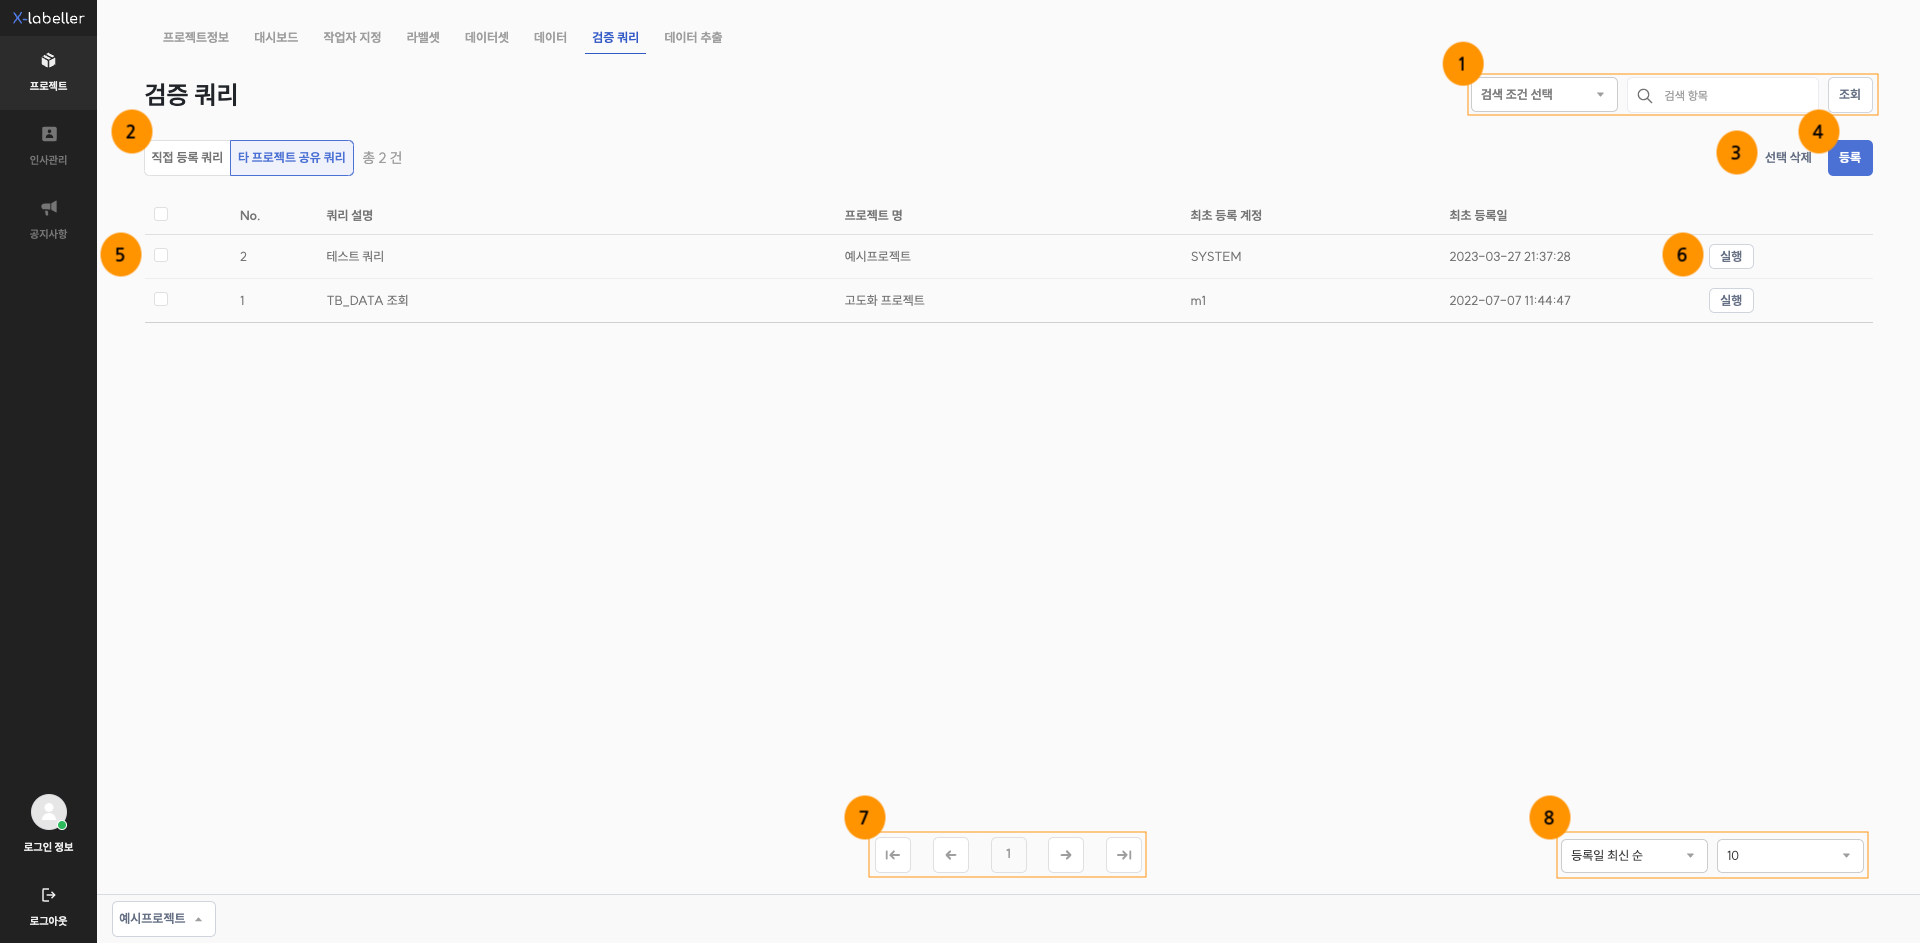 X-labeller
프로젝트
인사관리
공지사항
로그인 정보
로그아웃
프로젝트정보 대시보드 작업자 지정 라벨셋 데이터셋 데이터 검증 쿼리 데이터 추출
검증 쿼리
1
검색 조건 선택 검색 항목 조회
2
직접 등록 쿼리 타 프로젝트 공유 쿼리 총 2 건
3 선택 삭제
4 등록
No. 쿼리 설명 프로젝트 명 최초 등록 계정 최초 등록일
5 2 테스트 쿼리 예시프로젝트 SYSTEM 2023-03-27 21:37:28 6 실행
1 TB_DATA 조회 고도화 프로젝트 m1 2022-07-07 11:44:47 실행
7
1
8
등록일 최신 순 10
예시프로젝트